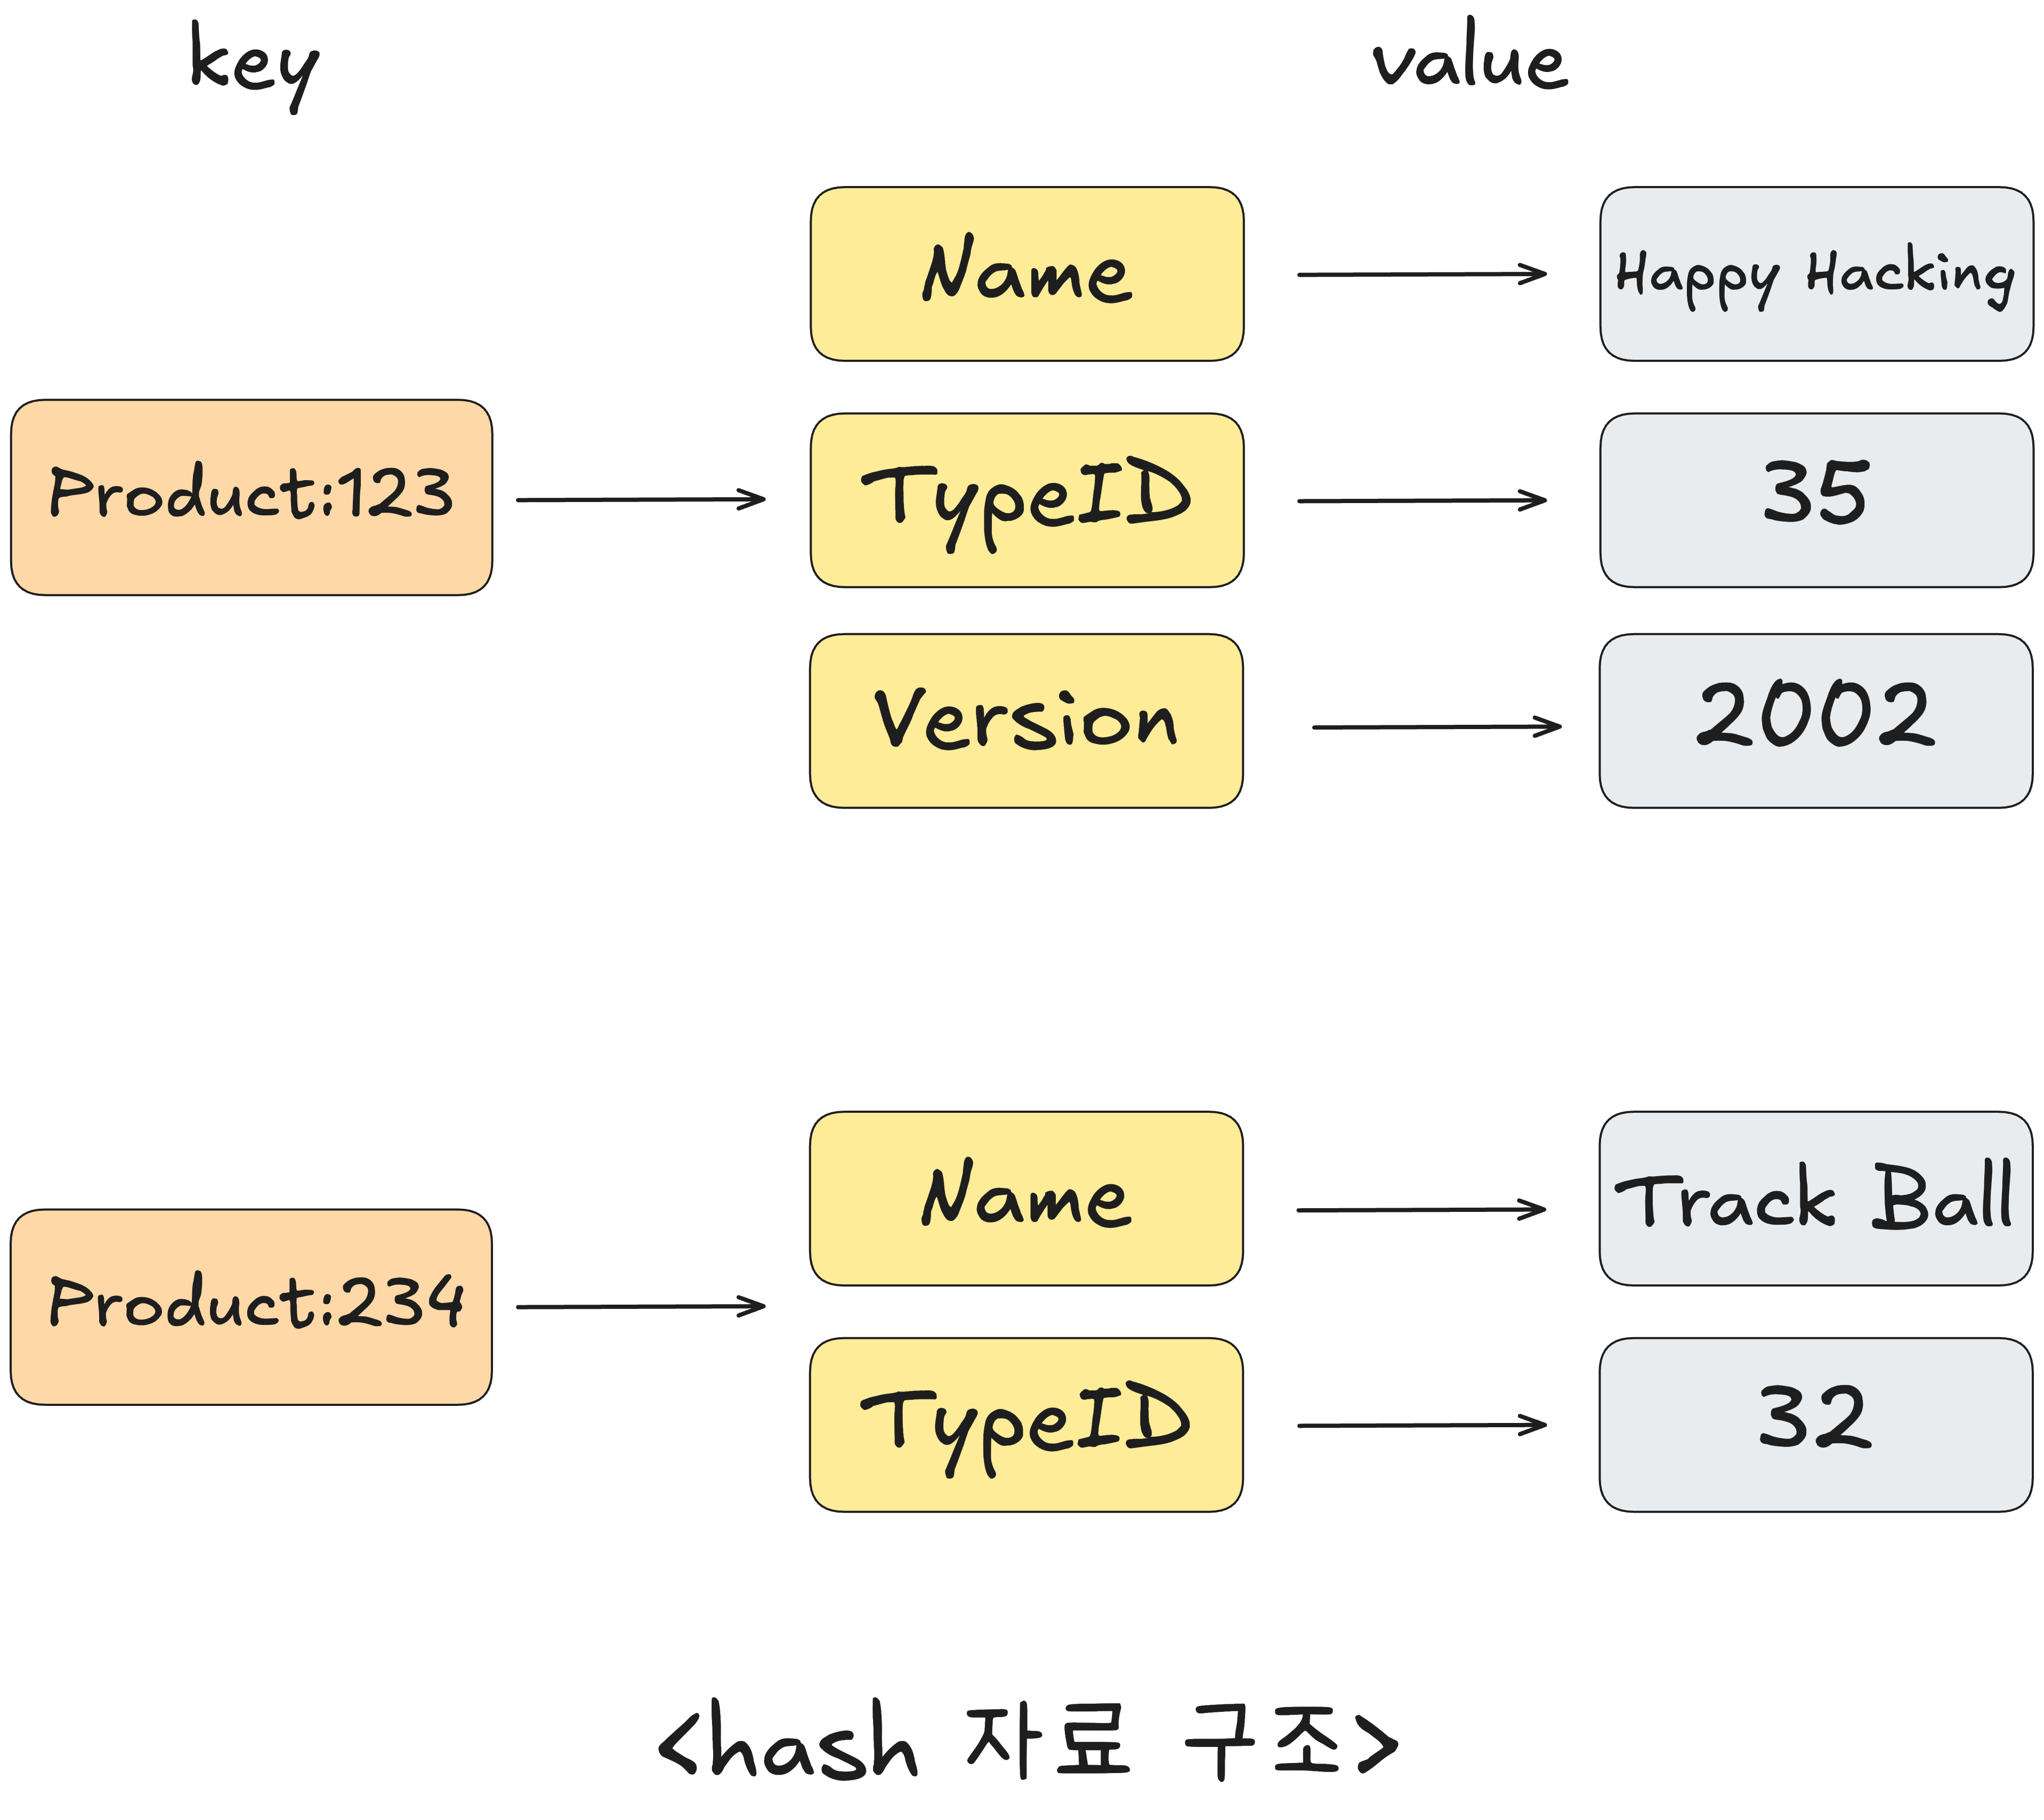 key value
Name Happy Hacking
Product:123 TypeID 35
Version 2002
Name Track Ball
Product:234
TypeID 32
<hash 자료 구조>